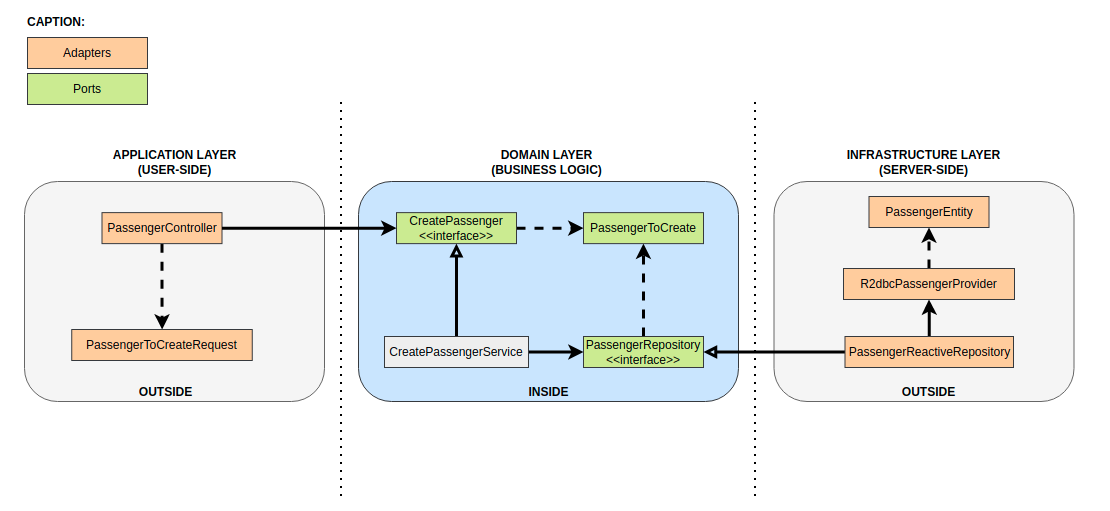 CAPTION:
Adapters
Ports
APPLICATION LAYER
(USER-SIDE)
PassengerController
PassengerToCreateRequest
OUTSIDE
DOMAIN LAYER
(BUSINESS LOGIC)
CreatePassenger
<<interface>>
PassengerToCreate
CreatePassengerService
PassengerRepository
<<interface>>
INSIDE
INFRASTRUCTURE LAYER
(SERVER-SIDE)
PassengerEntity
R2dbcPassengerProvider
PassengerReactiveRepository
OUTSIDE